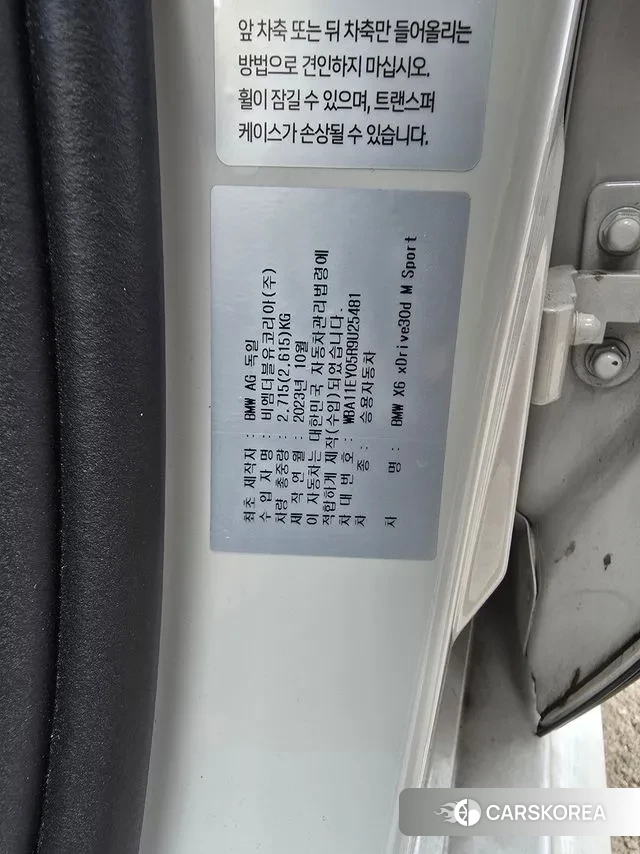 앞 차축 또는 뒤 차축만 들어올리는
방법으로 견인하지 마십시오.
휠이 잠길 수 있으며, 트랜스퍼
케이스가 손상될 수 있습니다.
최초 제작자 : BMW AG 독일
수 입 자 명 : 비엠더블유코리아(주)
차량 총중량 : 2.715(2.615)KG
제 작 연 월 : 2023년 10월
이 자동차는 대한민국 자동차관리법령에
적합하게 제작(수입)되었습니다.
차 대 번 호 : WBA11EY05R9U25481
차 종 : 승용자동차
차 명 : BMW X6 xDrive30d M Sport
CARSKOREA